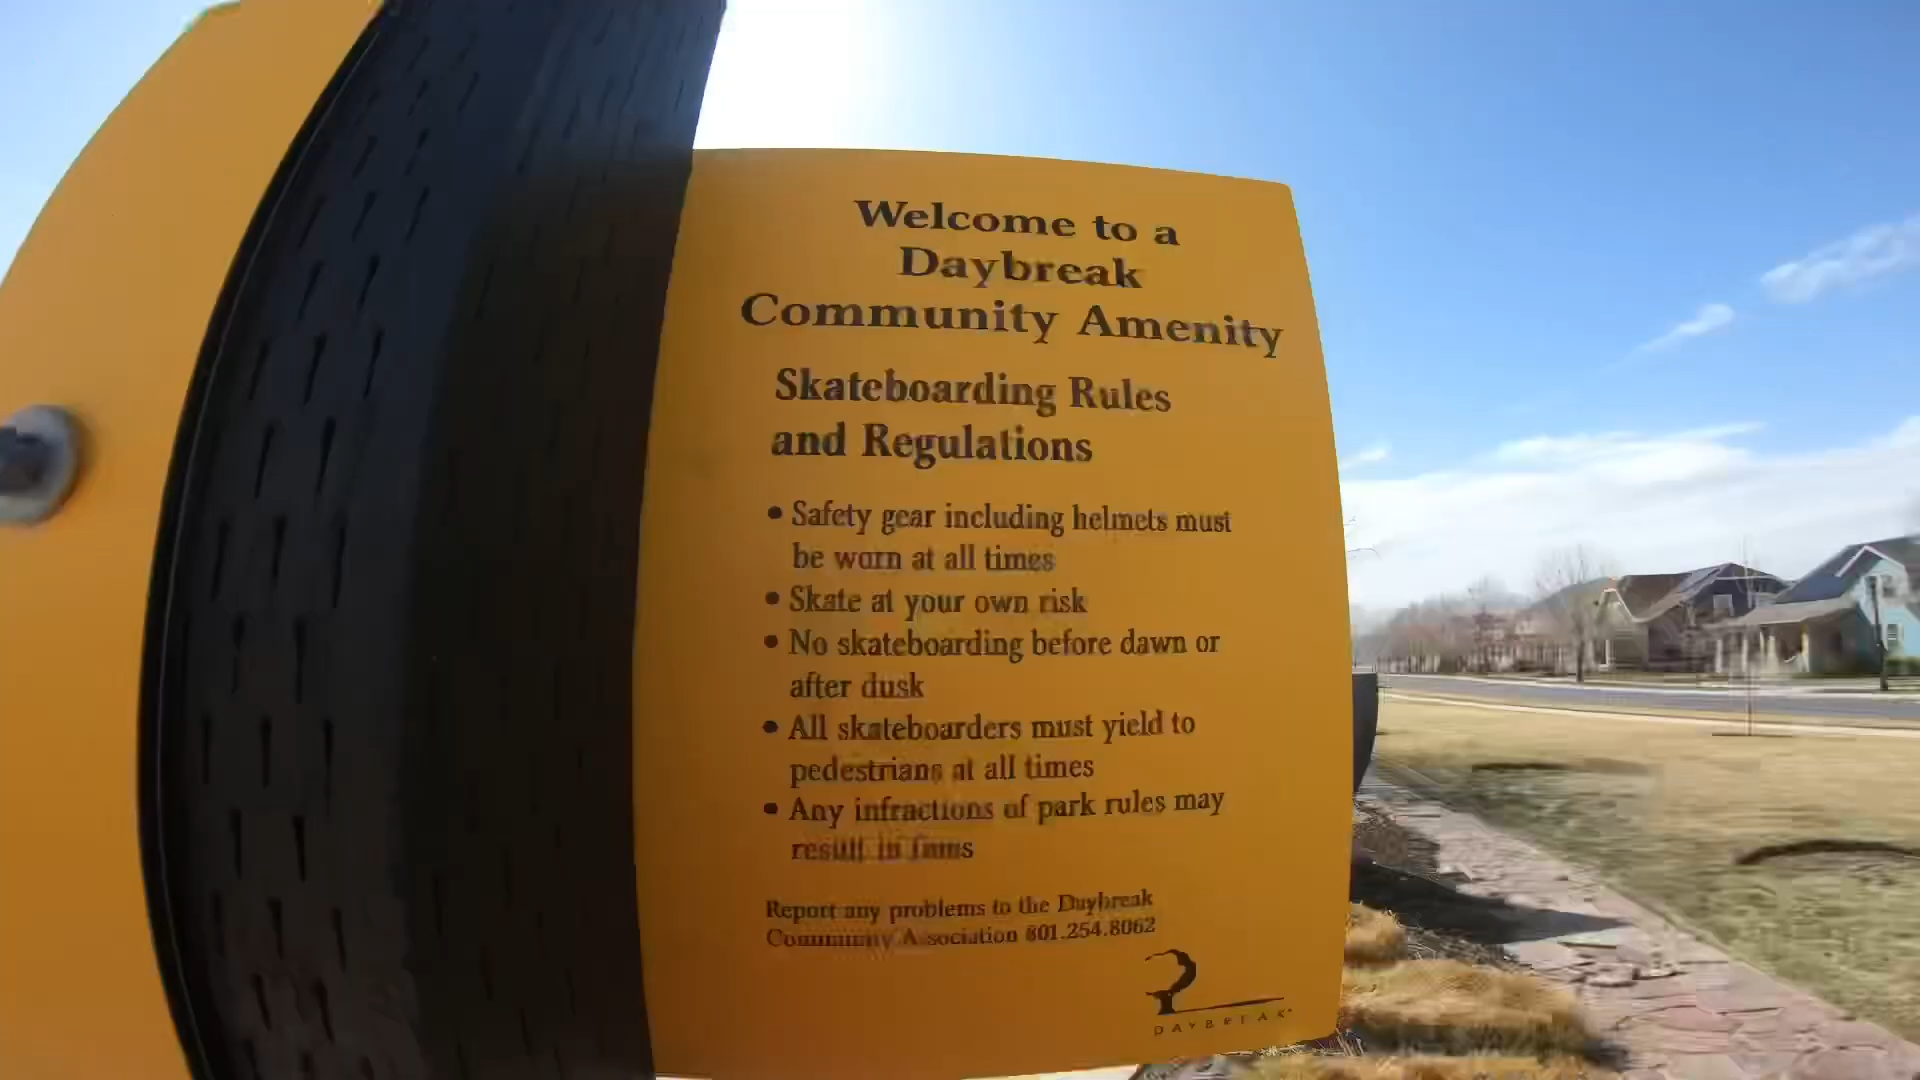 Welcome to a
Daybreak
Community Amenity
Skateboarding Rules
and Regulations
• Safety gear including helmets must
be worn at all times
• Skate at your own risk
• No skateboarding before dawn or
after dusk
• All skateboarders must yield to
pedestrians at all times
• Any infractions of park rules may
result in fines
Report any problems to the Daybreak
Community Association 801.254.8062
DAYBREAK